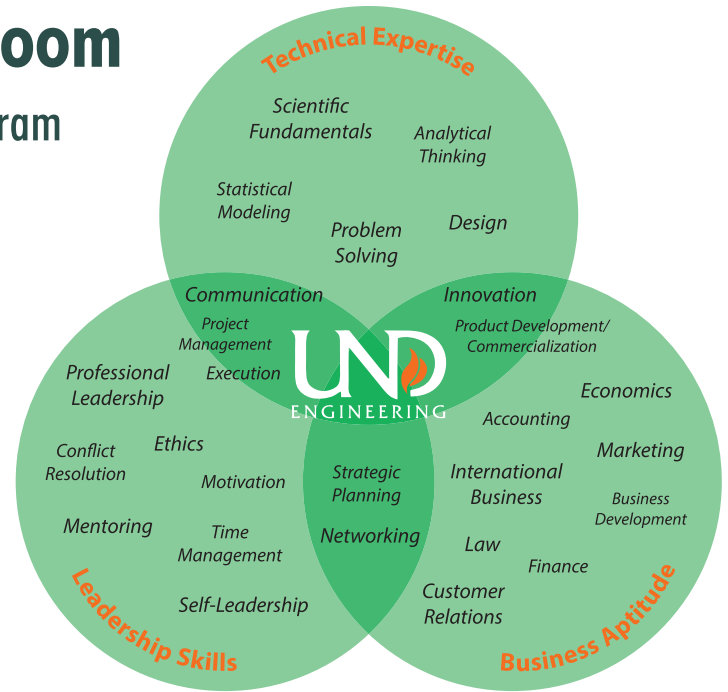 oom
ram
Technical Expertise
Scientific
Fundamentals
Analytical
Thinking
Statistical
Modeling
Problem
Solving
Design
Communication
Innovation
Project
Management
Product Development/
Commercialization
Execution
UND
ENGINEERING
Professional
Leadership
Economics
Accounting
Ethics
Conflict
Resolution
Marketing
Motivation
Strategic
Planning
International
Business
Business
Development
Mentoring
Time
Management
Networking
Law
Finance
Self-Leadership
Customer
Relations
Leadership Skills
Business Aptitude